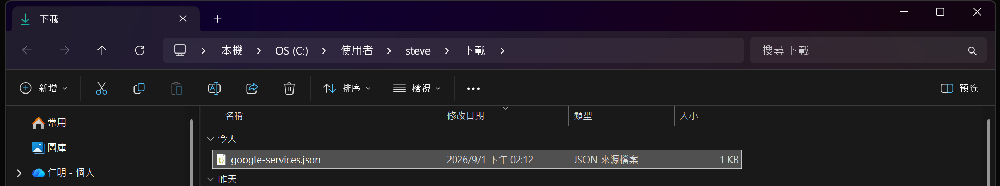 下載
本機 OS (C:) 使用者 steve 下載
搜尋 下載
新增 排序 檢視 預覽
名稱 修改日期 類型 大小
常用
今天
圖庫
google-services.json 2026/9/1 下午 02:12 JSON 來源檔案 1 KB
仁明 - 個人
昨天